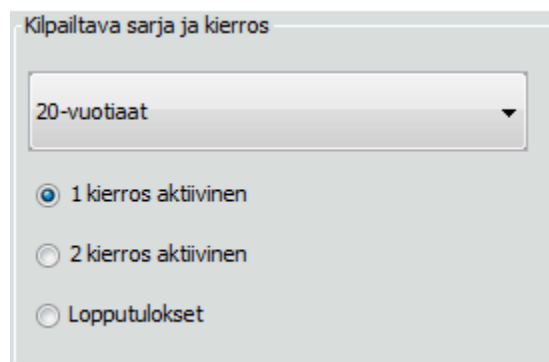 Kilpailtava sarja ja kierros
20-vuotiaat
1 kierros aktiivinen
2 kierros aktiivinen
Lopputulokset